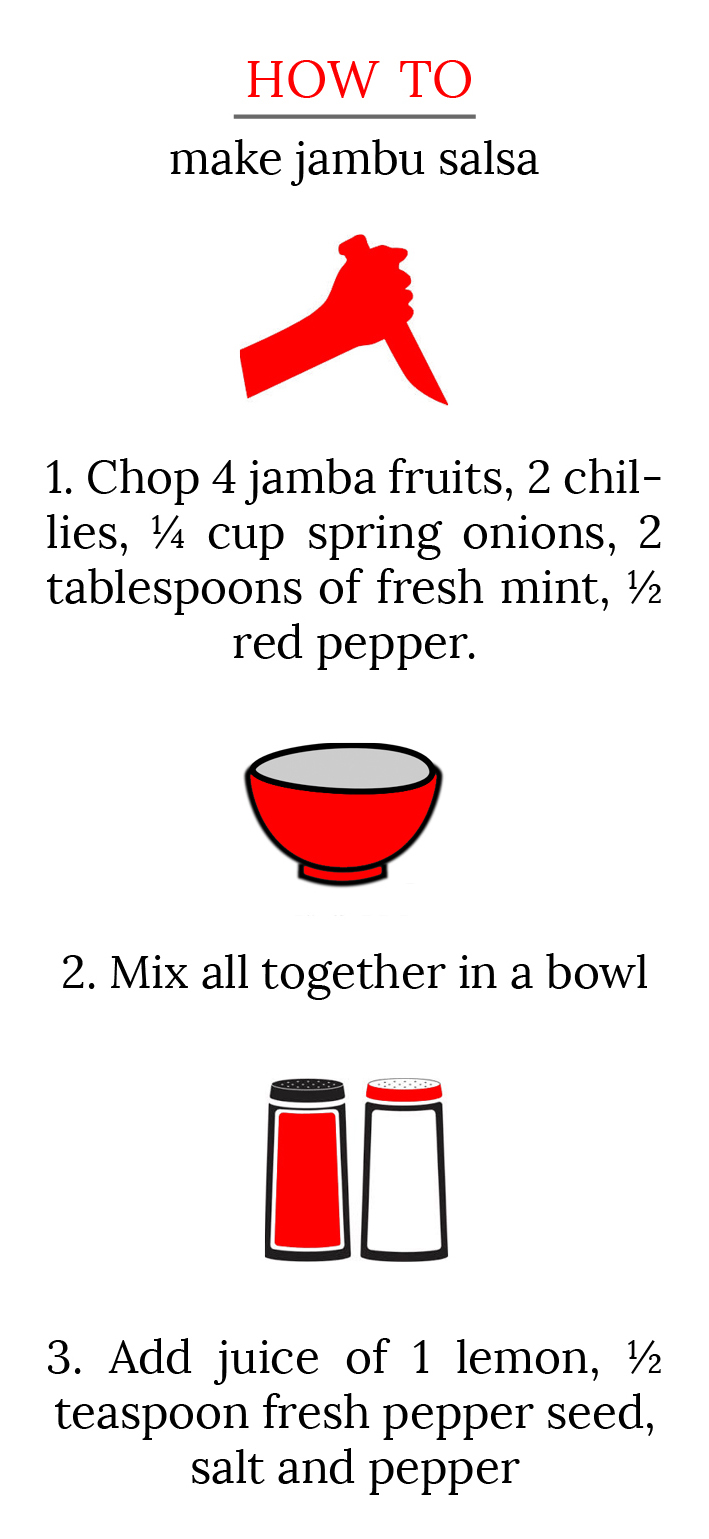 HOW TO
make jambu salsa
1. Chop 4 jamba fruits, 2 chil-
lies, ¼ cup spring onions, 2
tablespoons of fresh mint, ½
red pepper.
2. Mix all together in a bowl
3. Add juice of 1 lemon, ½
teaspoon fresh pepper seed,
salt and pepper